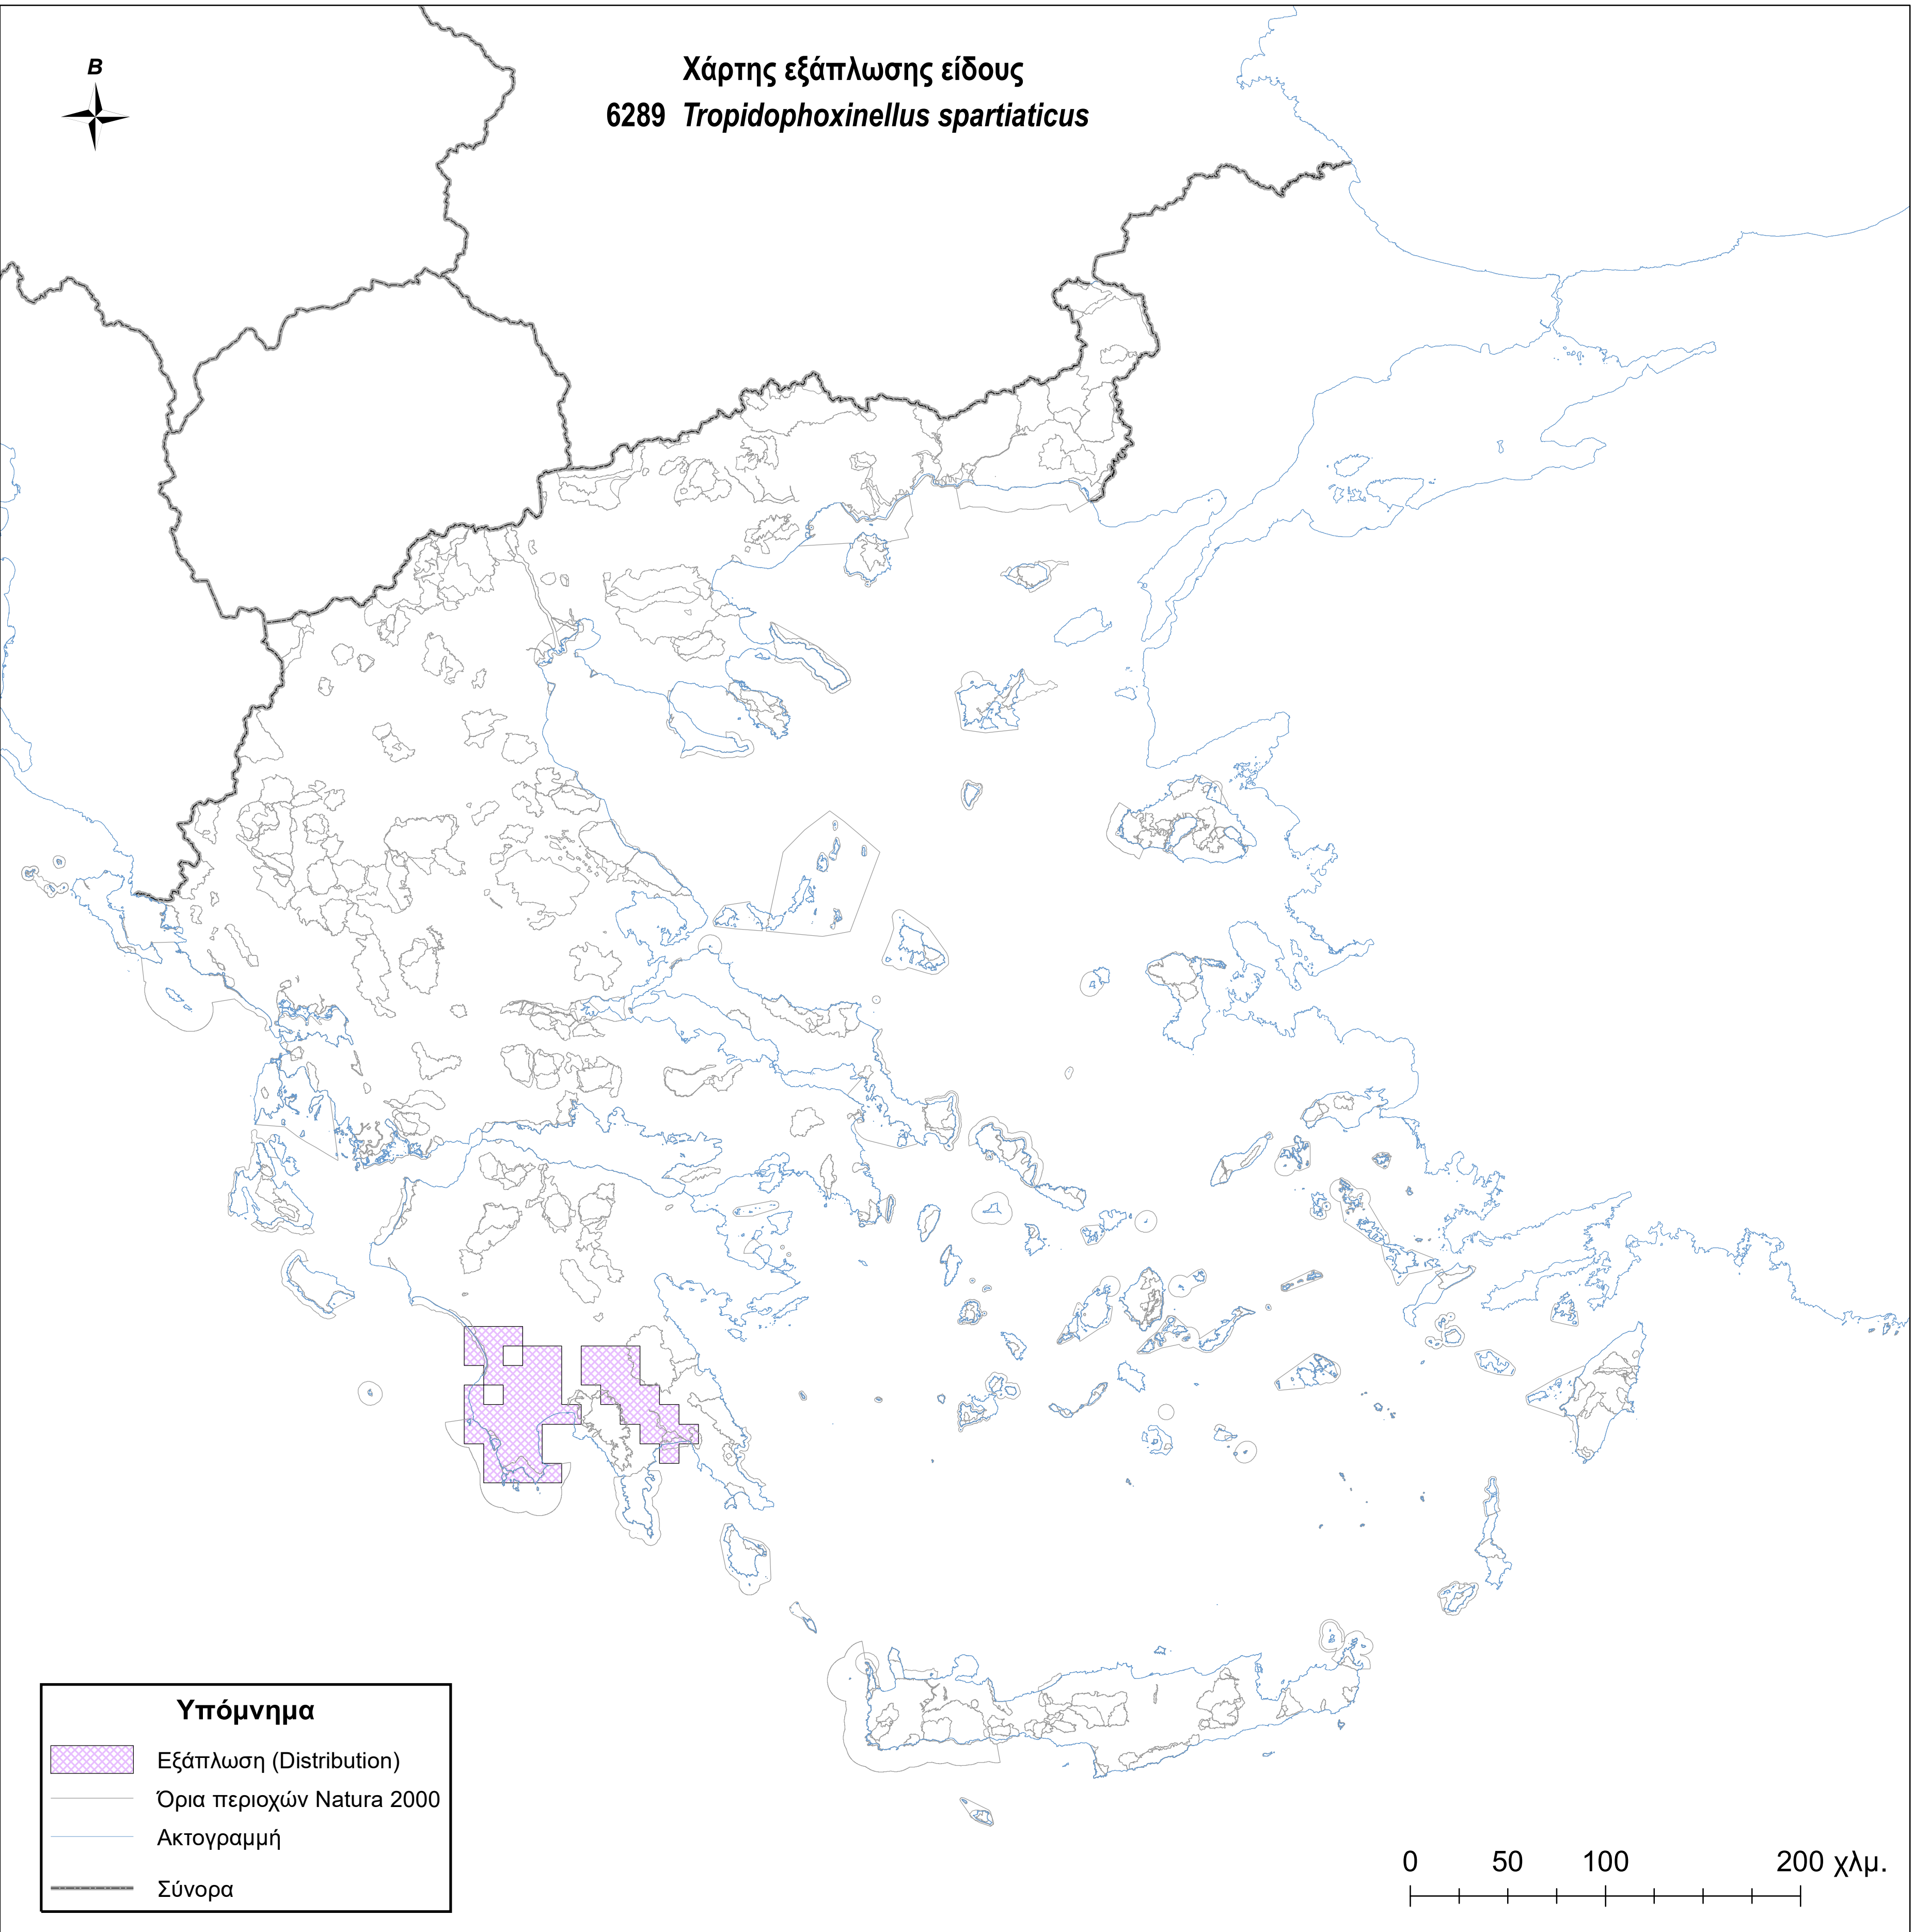 B
Χάρτης εξάπλωσης είδους
6289 Tropidophoxinellus spartiaticus
Υπόμνημα
Εξάπλωση (Distribution)
Όρια περιοχών Natura 2000
Ακτογραμμή
Σύνορα
0 50 100 200 χλμ.